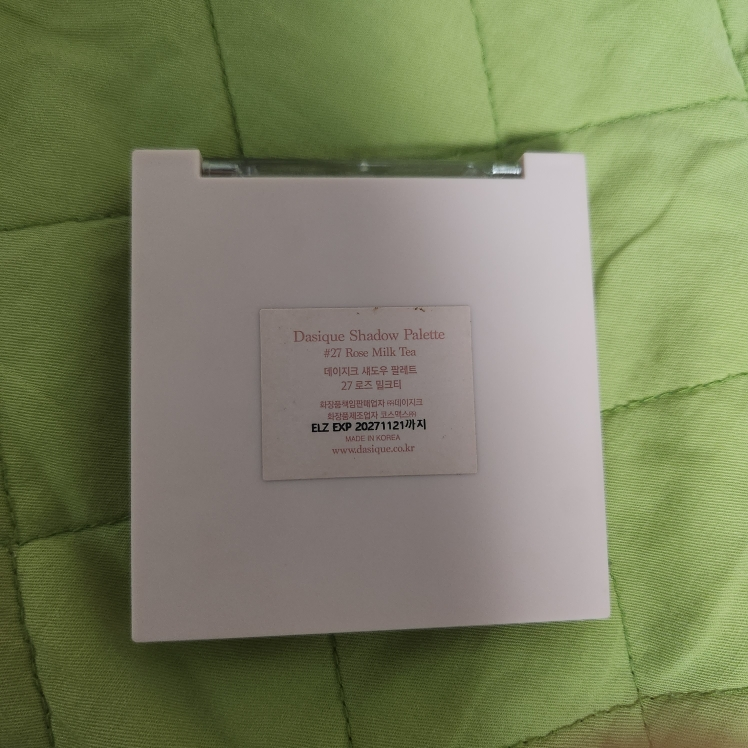 Dasique Shadow Palette
#27 Rose Milk Tea
데이지크 섀도우 팔레트
27 로즈 밀크티
화장품책임판매업자 ㈜데이지크
화장품제조업자 코스맥스㈜
ELZ EXP 20271121까지
MADE IN KOREA
www.dasique.co.kr